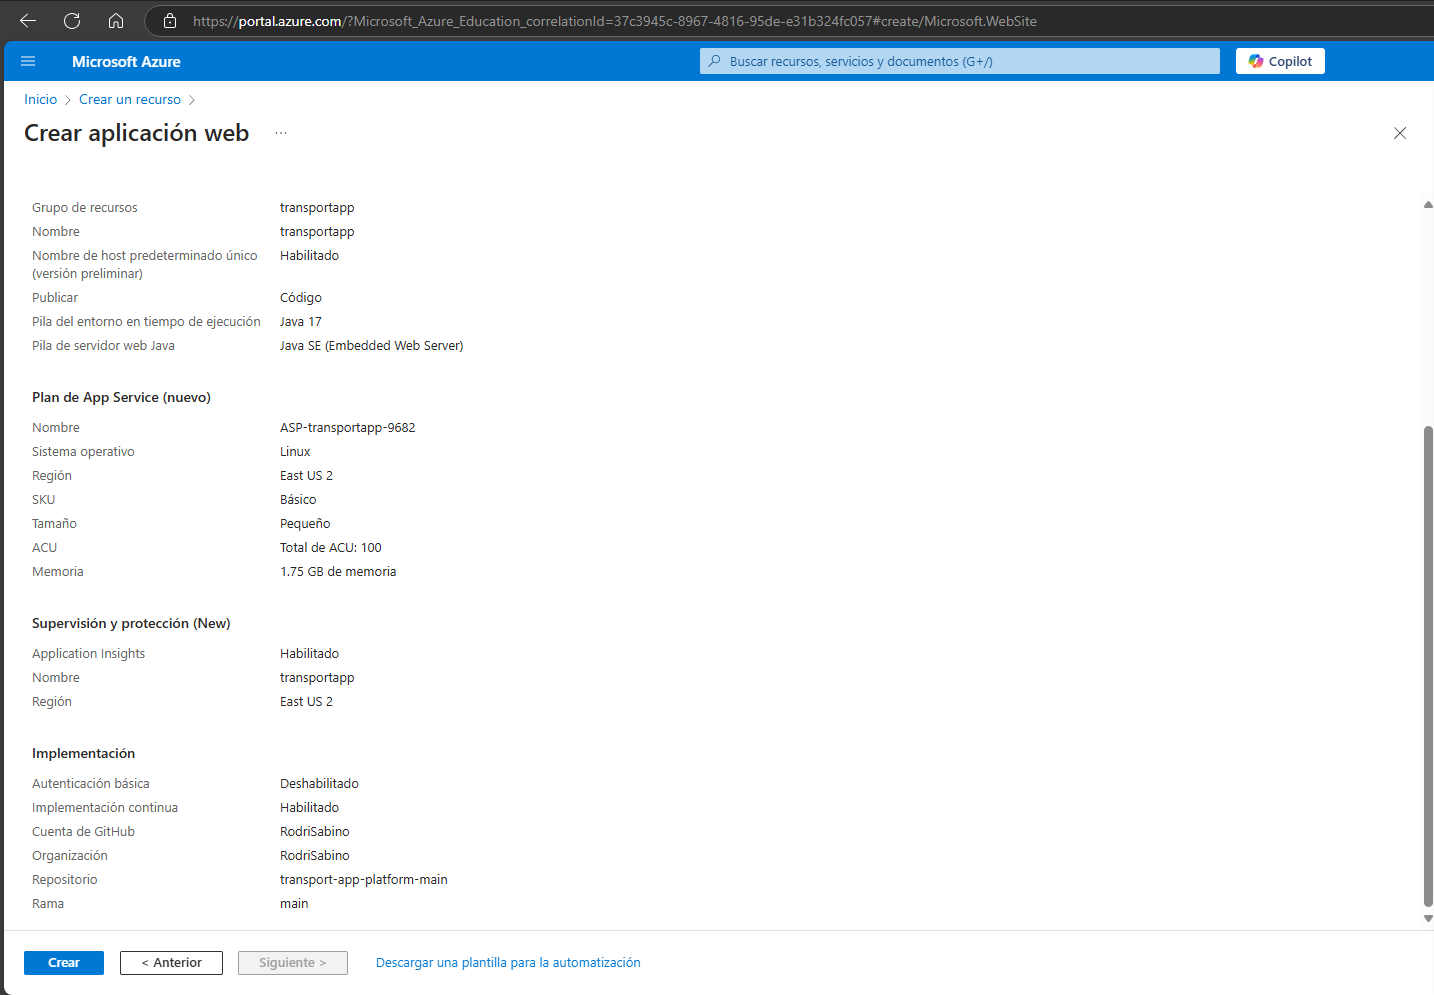 https://portal.azure.com/?Microsoft_Azure_Education_correlationId=37c3945c-8967-4816-95de-e31b324fc057#create/Microsoft.WebSite
Microsoft Azure
Buscar recursos, servicios y documentos (G+/)
Copilot
Inicio > Crear un recurso >
Crear aplicación web ...
Grupo de recursos transportapp
Nombre transportapp
Nombre de host predeterminado único Habilitado
(versión preliminar)
Publicar Código
Pila del entorno en tiempo de ejecución Java 17
Pila de servidor web Java Java SE (Embedded Web Server)
Plan de App Service (nuevo)
Nombre ASP-transportapp-9682
Sistema operativo Linux
Región East US 2
SKU Básico
Tamaño Pequeño
ACU Total de ACU: 100
Memoria 1.75 GB de memoria
Supervisión y protección (New)
Application Insights Habilitado
Nombre transportapp
Región East US 2
Implementación
Autenticación básica Deshabilitado
Implementación continua Habilitado
Cuenta de GitHub RodriSabino
Organización RodriSabino
Repositorio transport-app-platform-main
Rama main
Crear < Anterior Siguiente > Descargar una plantilla para la automatización